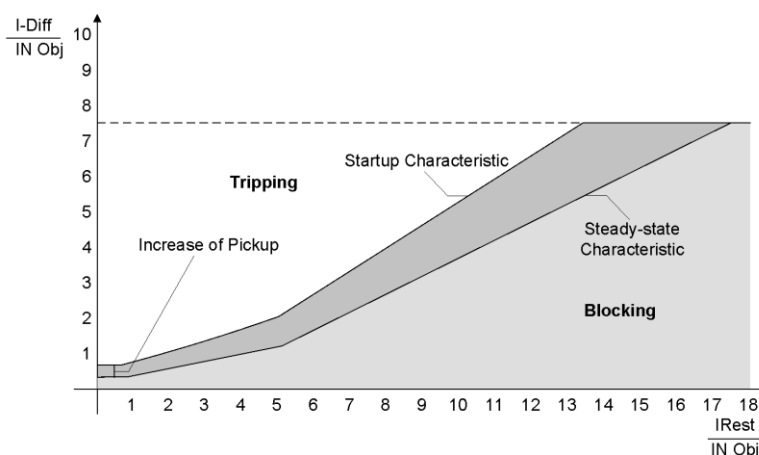 I-Diff
IN Obj
10
9
8
7
6
5
4
3
2
1
Startup Characteristic
Tripping
Steady-state
Characteristic
Increase of Pickup
Blocking
1 2 3 4 5 6 7 8 9 10 11 12 13 14 15 16 17 18
IRest
IN Obj